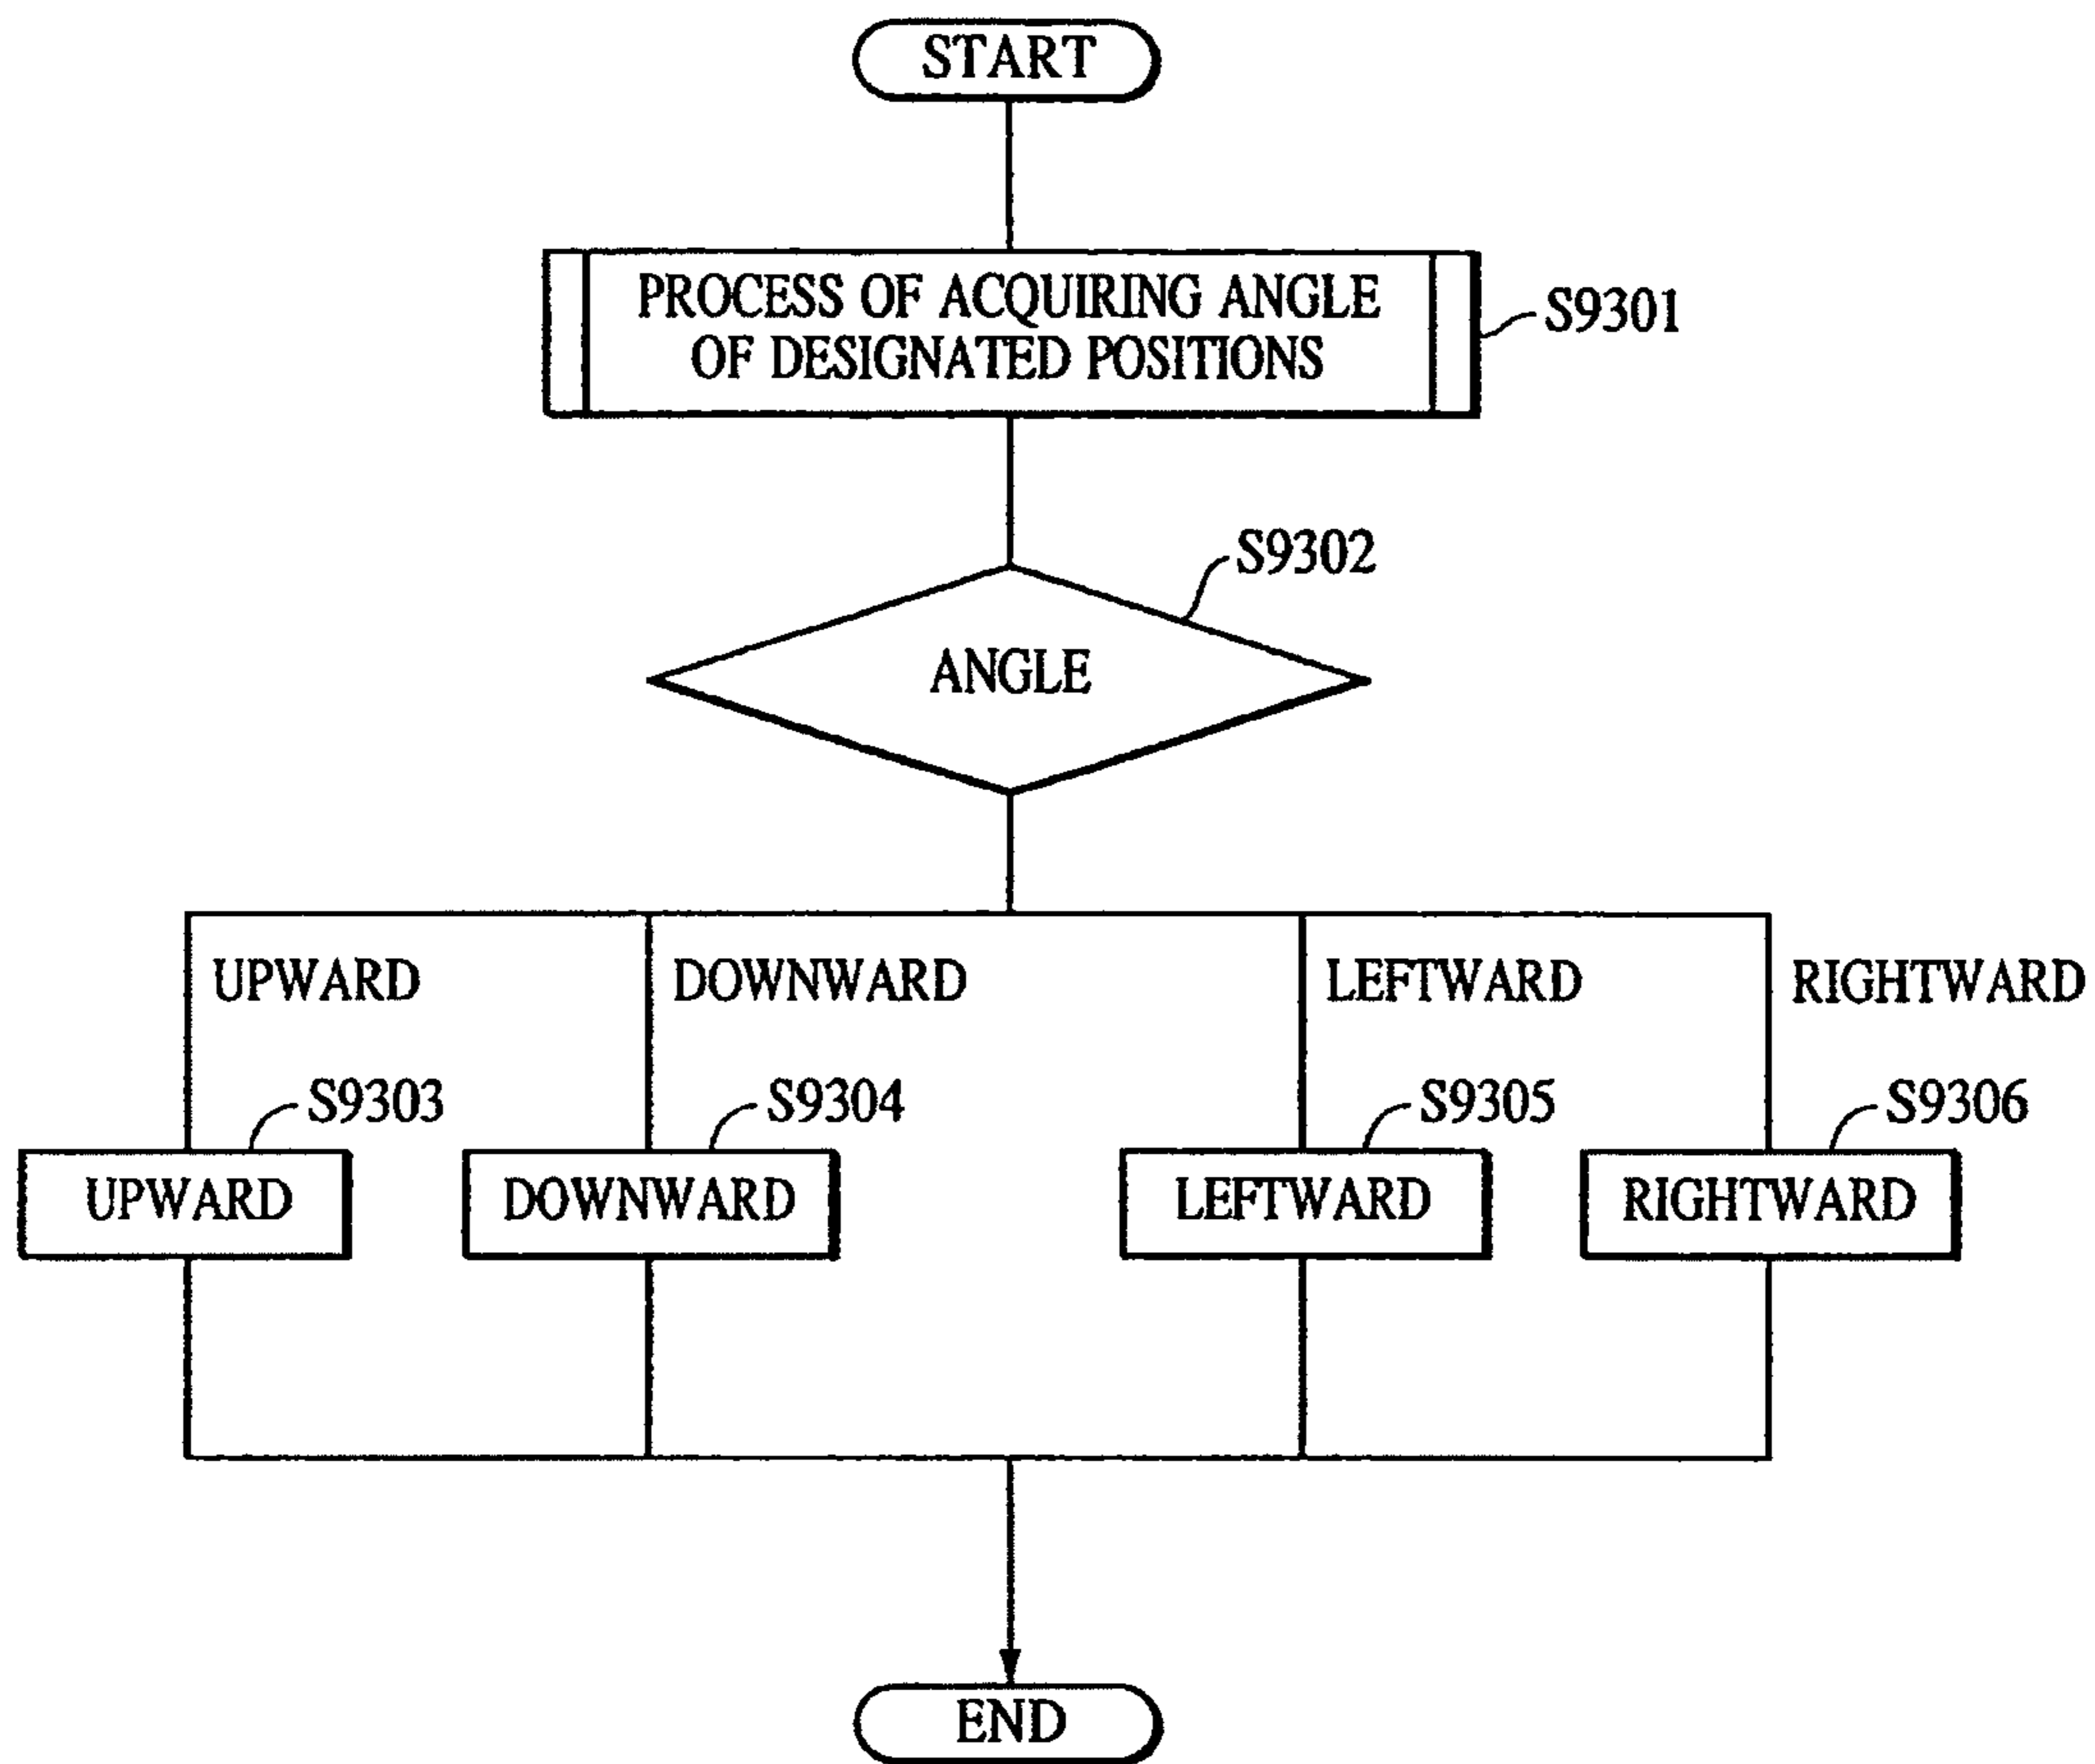 START
PROCESS OF ACQUIRING ANGLE
OF DESIGNATED POSITIONS
S9301
S9302
ANGLE
UPWARD
DOWNWARD
LEFTWARD
RIGHTWARD
S9303
S9304
S9305
S9306
UPWARD
DOWNWARD
LEFTWARD
RIGHTWARD
END